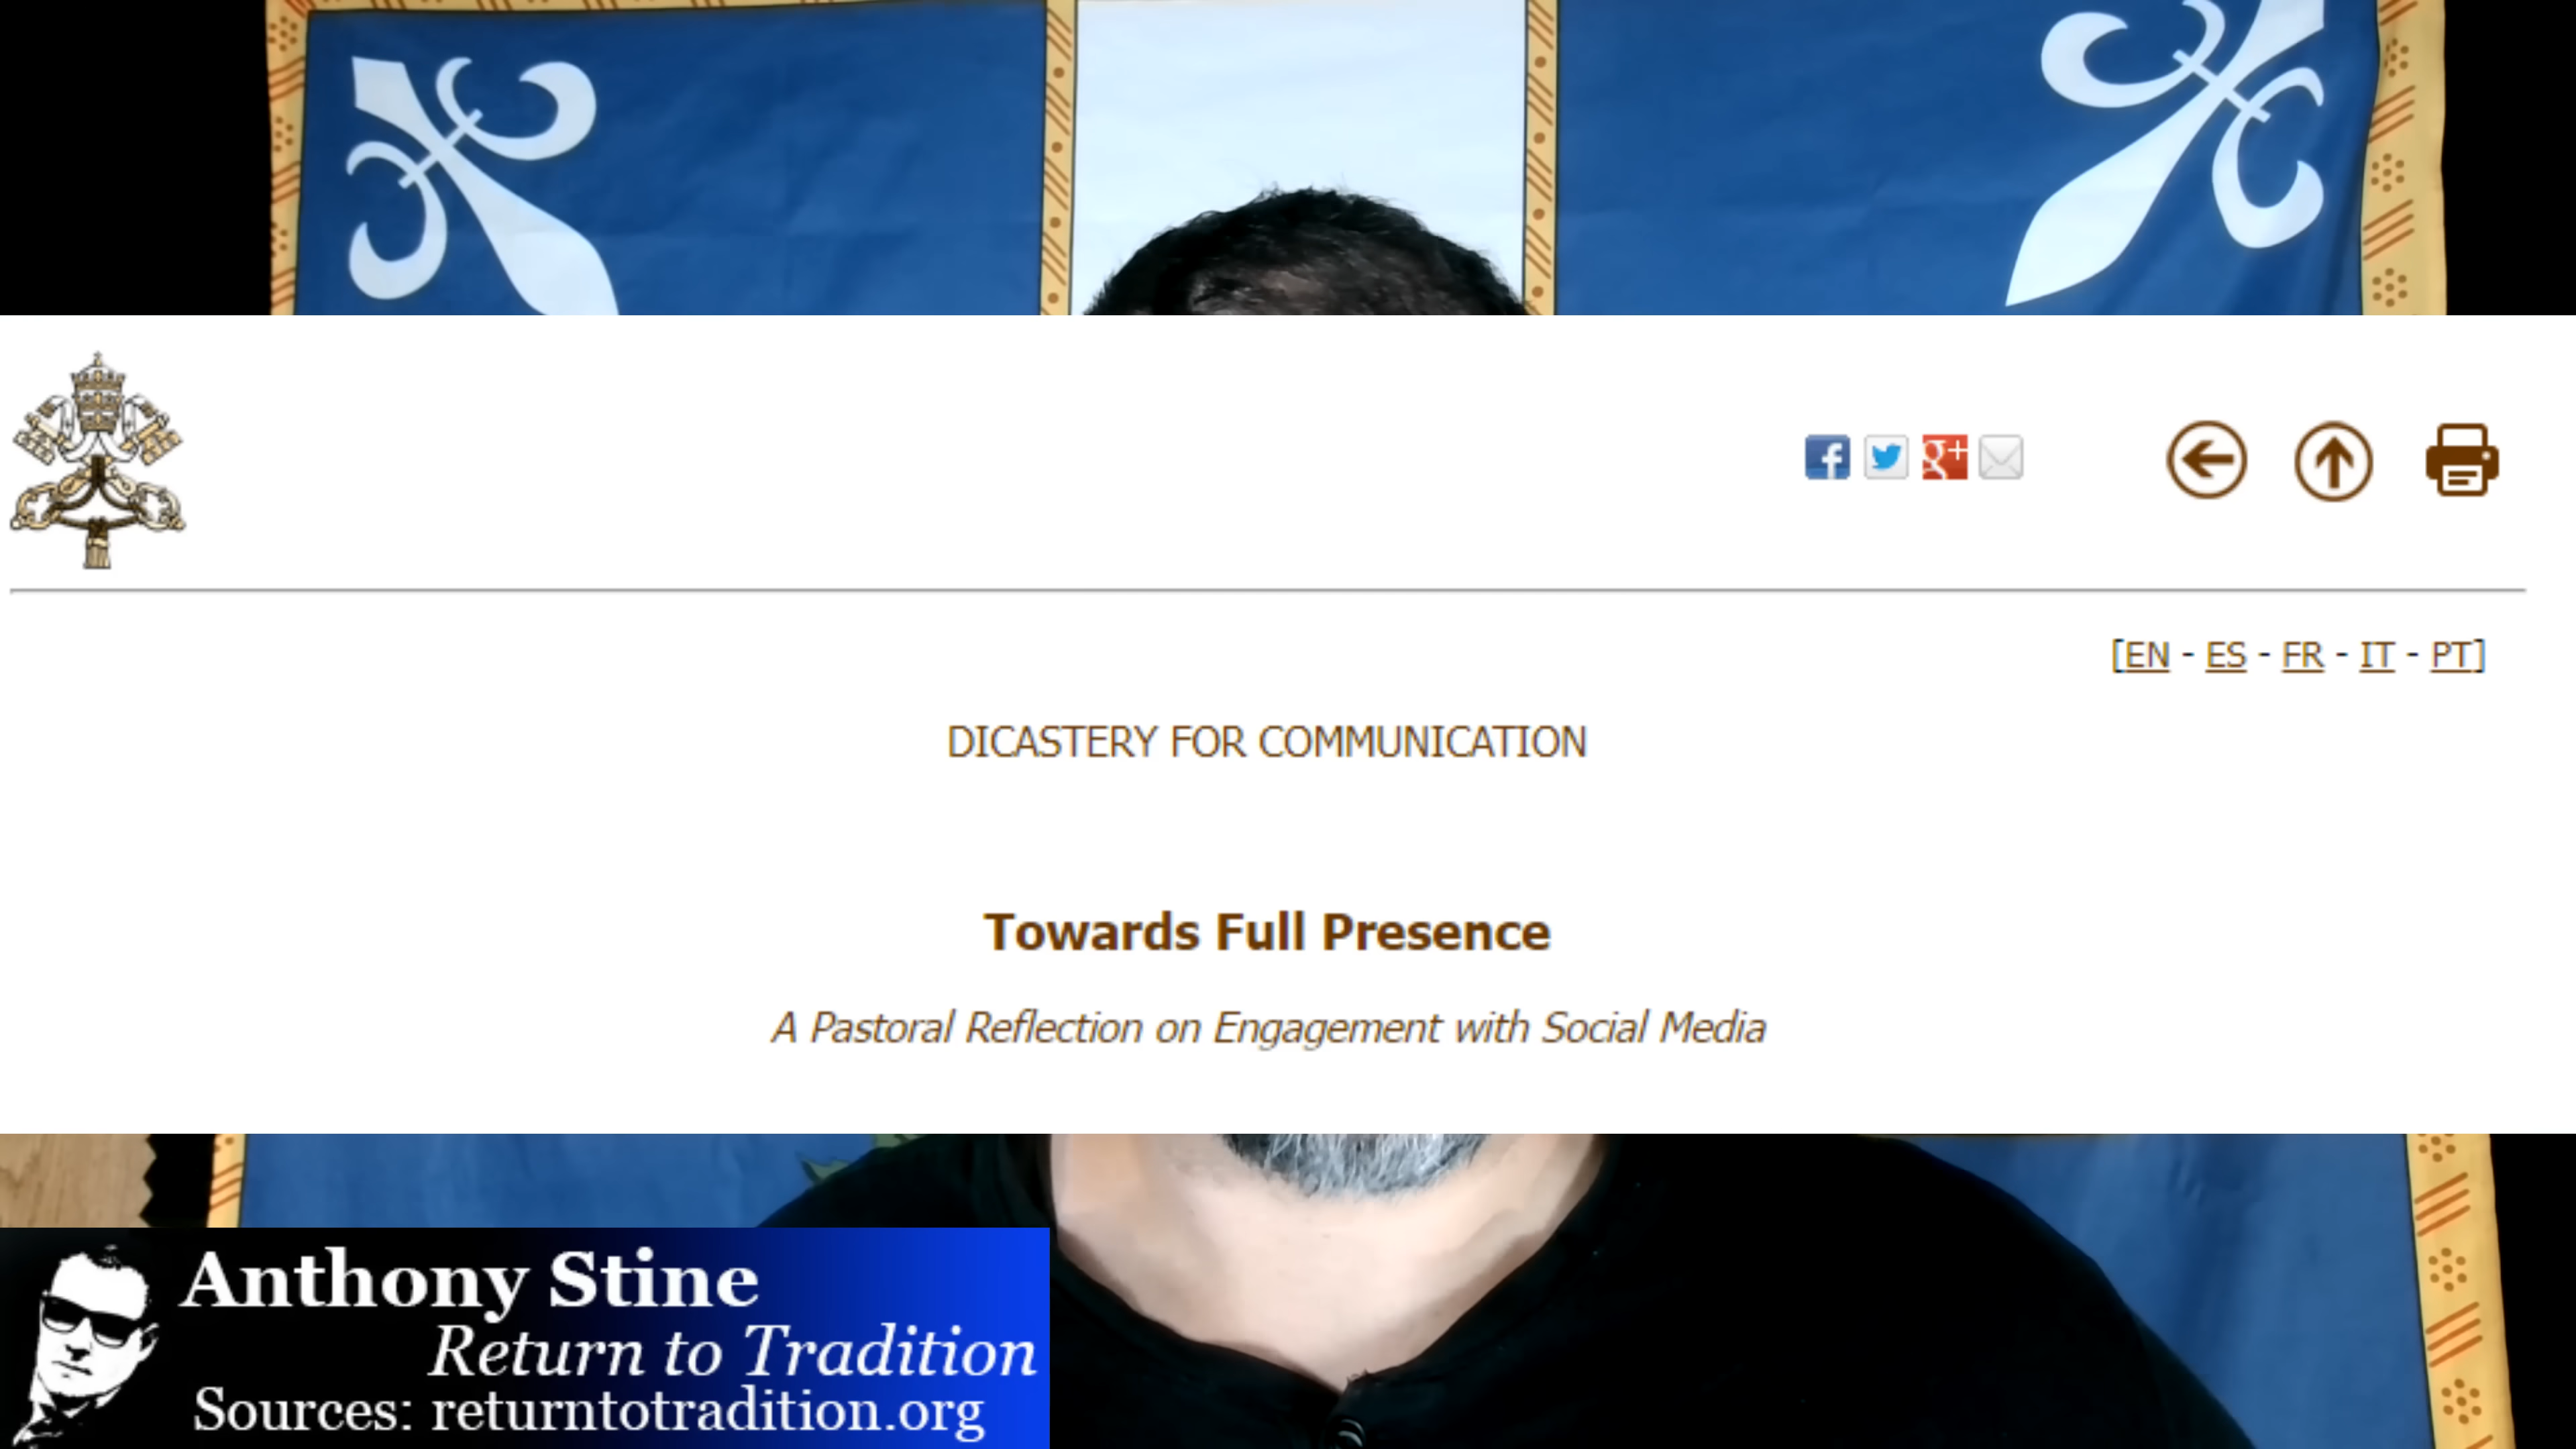 f
g+
[EN - ES - FR - IT - PT]
DICASTERY FOR COMMUNICATION
Towards Full Presence
A Pastoral Reflection on Engagement with Social Media
Anthony Stine
Return to Tradition
Sources: returntotradition.org